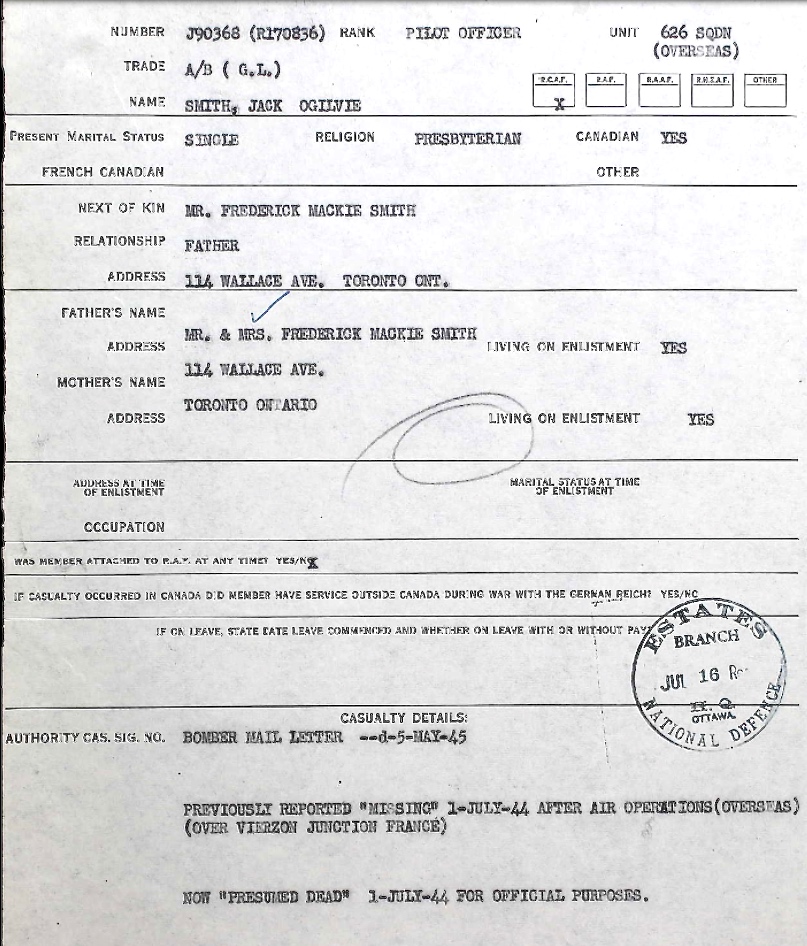 NUMBER J90368 (R170836) RANK PILOT OFFICER UNIT 626 SQDN
(OVERSEAS)
TRADE A/B ( G.L.)
R.C.A.F. R.A.F. R.A.A.F. R.N.Z.A.F. OTHER
NAME SMITH, JACK OGILVIE X
PRESENT MARITAL STATUS SINGLE RELIGION PRESBYTERIAN CANADIAN YES
FRENCH CANADIAN OTHER
NEXT OF KIN MR. FREDERICK MACKIE SMITH
RELATIONSHIP FATHER
ADDRESS 114 WALLACE AVE. TORONTO ONT.
FATHER'S NAME
MR. & MRS. FREDERICK MACKIE SMITH
ADDRESS LIVING ON ENLISTMENT YES
114 WALLACE AVE.
MOTHER'S NAME
TORONTO ONTARIO
ADDRESS LIVING ON ENLISTMENT YES
ADDRESS AT TIME MARITAL STATUS AT TIME
OF ENLISTMENT OF ENLISTMENT
OCCUPATION
WAS MEMBER ATTACHED TO R.A.F. AT ANY TIME? YES/NO X
IF CASUALTY OCCURRED IN CANADA DID MEMBER HAVE SERVICE OUTSIDE CANADA DURING WAR WITH THE GERMAN REICH? YES/NO
IF ON LEAVE, STATE DATE LEAVE COMMENCED AND WHETHER ON LEAVE WITH OR WITHOUT PAY?
ESTATES
BRANCH
JUL 16
H.Q.
OTTAWA
NATIONAL DEFENCE
CASUALTY DETAILS:
AUTHORITY CAS. SIG. NO. BOMBER MAIL LETTER --d-5-MAY-45
PREVIOUSLY REPORTED "MISSING" 1-JULY-44 AFTER AIR OPERATIONS(OVERSEAS)
(OVER VIERZON JUNCTION FRANCE)
NOW "PRESUMED DEAD" 1-JULY-44 FOR OFFICIAL PURPOSES.